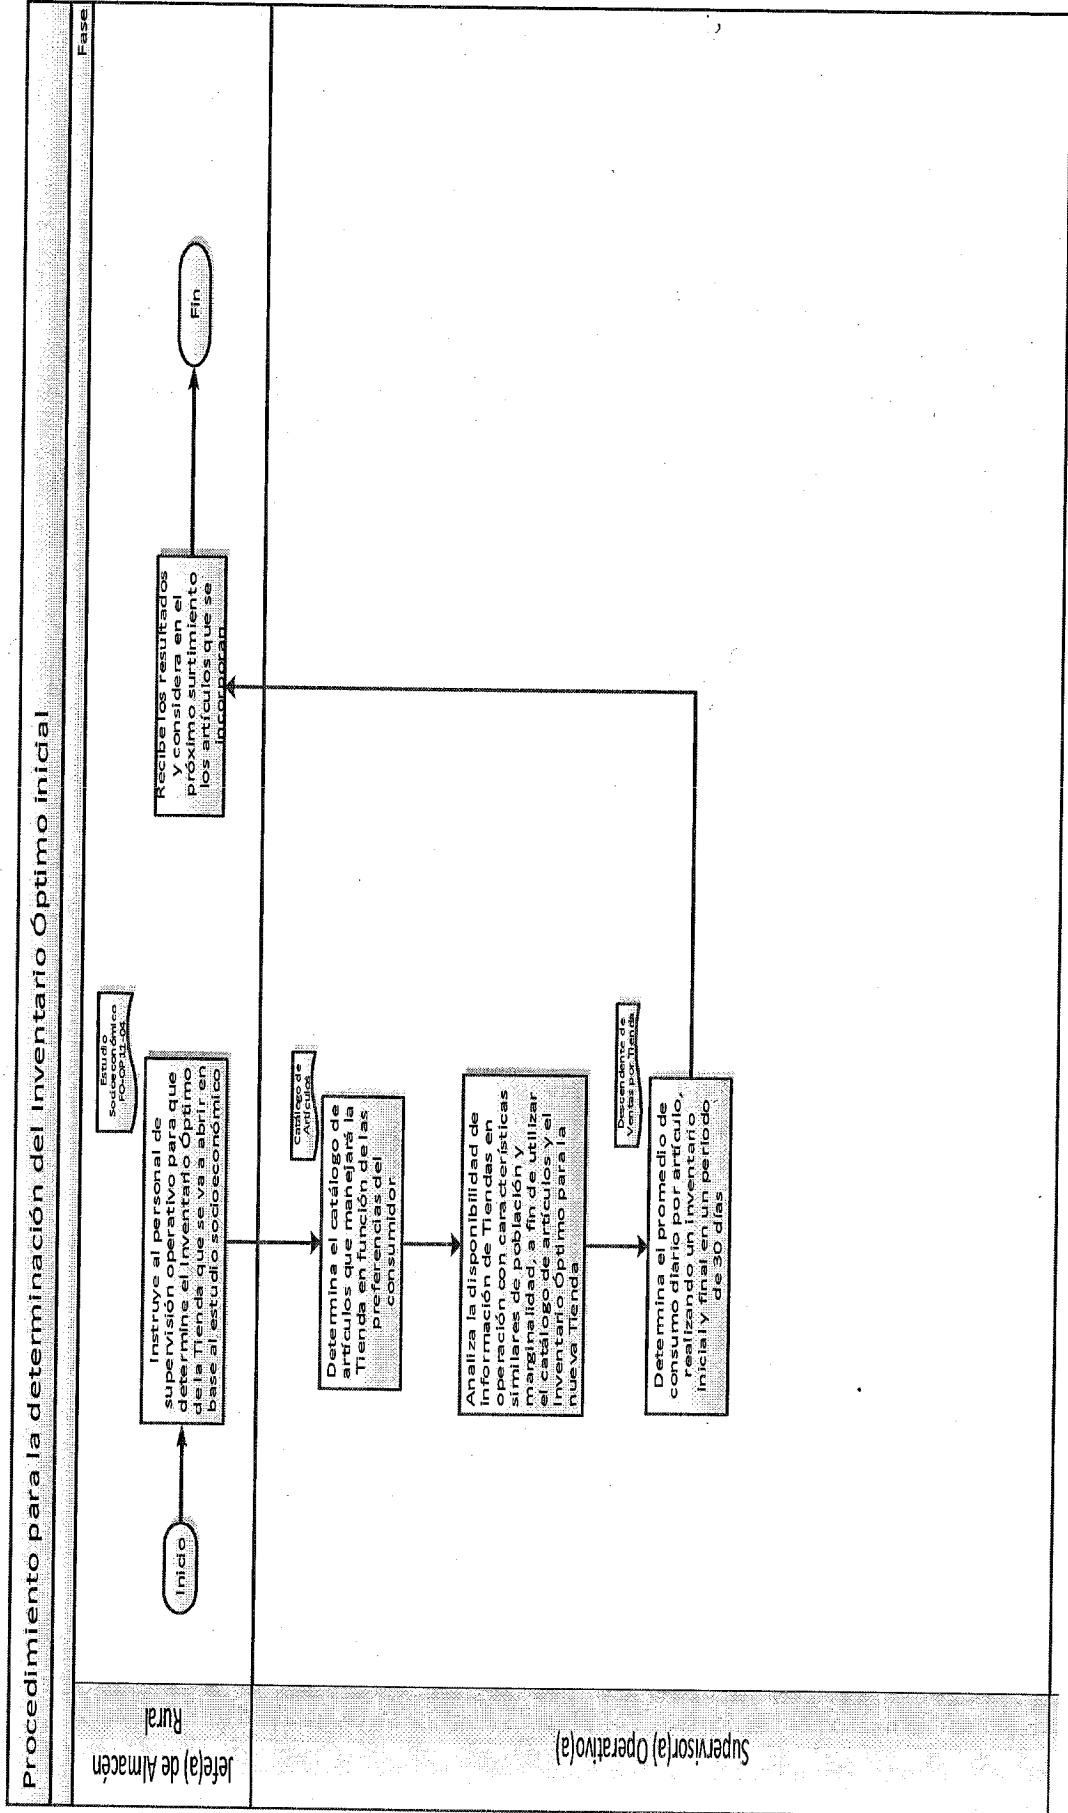 Procedimiento para la determinación del Inventario Óptimo inicial
Fase
Jefe(a) de Almacén
Rural
Inicio
Estudio
Socioeconómico
FO-OP11-04
Instruye al personal de
supervisión operativo para que
determine el Inventario Óptimo
de la Tienda que se va a abrir en
base al estudio socioeconómico
Recibe los resultados
y considera en el
próximo surtimiento
los artículos que se
incorporan
Fin
Supervisor(a) Operativo(a)
Catálogo de
Artículos
Determina el catálogo de
artículos que manejará la
Tienda en función de las
preferencias del
consumidor
Analiza la disponibilidad de
información de Tiendas en
operación con características
similares de población y
marginalidad, a fin de utilizar
el catálogo de artículos y el
Inventario Óptimo para la
nueva Tienda
Descendente de
Ventas por Tienda
Determina el promedio de
consumo diario por artículo,
realizando un inventario
inicial y final en un período
de 30 días